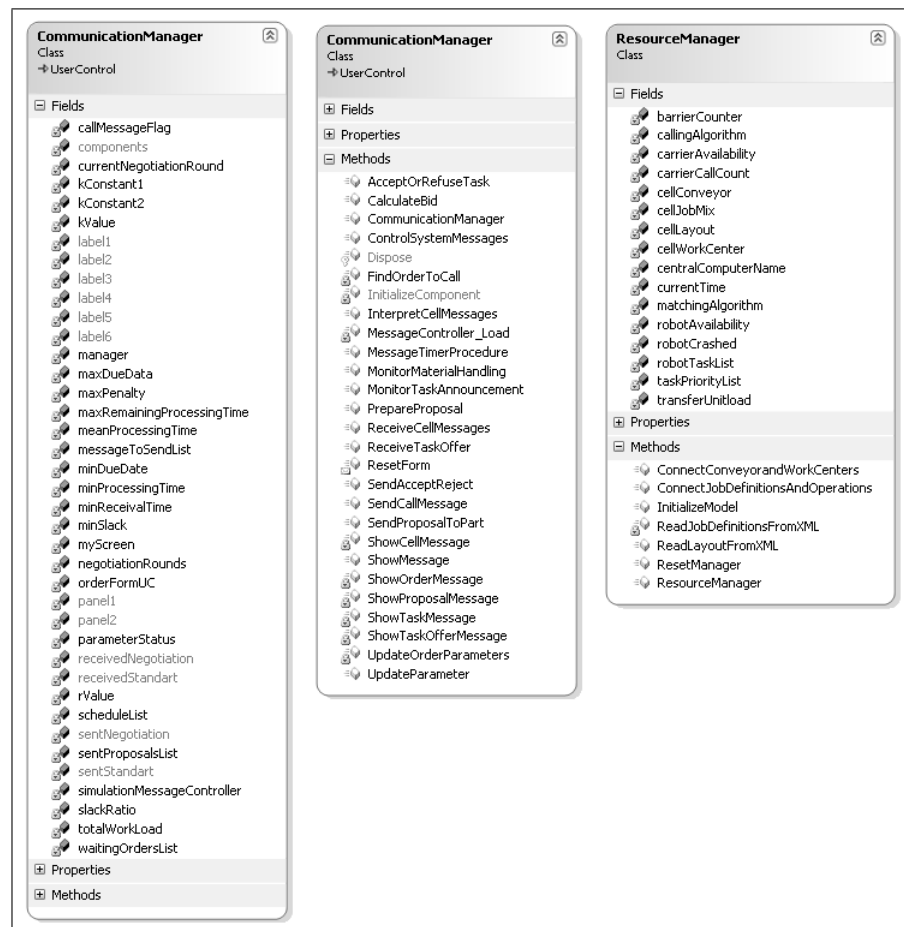 CommunicationManager
Class
UserControl
Fields
callMessageFlag
components
currentNegotiationRound
kConstant1
kConstant2
kValue
label1
label2
label3
label4
label5
label6
manager
maxDueData
maxPenalty
maxRemainingProcessingTime
meanProcessingTime
messageToSendList
minDueDate
minProcessingTime
minReceivalTime
minSlack
myScreen
negotiationRounds
orderFormUC
panel1
panel2
parameterStatus
receivedNegotiation
receivedStandart
rValue
scheduleList
sentNegotiation
sentProposalsList
sentStandart
simulationMessageController
slackRatio
totalWorkLoad
waitingOrdersList
Properties
Methods
CommunicationManager
Class
UserControl
Fields
Properties
Methods
AcceptOrRefuseTask
CalculateBid
CommunicationManager
ControlSystemMessages
Dispose
FindOrderToCall
InitializeComponent
InterpretCellMessages
MessageController_Load
MessageTimerProcedure
MonitorMaterialHandling
MonitorTaskAnnouncement
PrepareProposal
ReceiveCellMessages
ReceiveTaskOffer
ResetForm
SendAcceptReject
SendCallMessage
SendProposalToPart
ShowCellMessage
ShowMessage
ShowOrderMessage
ShowProposalMessage
ShowTaskMessage
ShowTaskOfferMessage
UpdateOrderParameters
UpdateParameter
ResourceManager
Class
Fields
barrierCounter
callingAlgorithm
carrierAvailability
carrierCallCount
cellConveyor
cellJobMix
cellLayout
cellWorkCenter
centralComputerName
currentTime
matchingAlgorithm
robotAvailability
robotCrashed
robotTaskList
taskPriorityList
transferUnitload
Properties
Methods
ConnectConveyorandWorkCenters
ConnectJobDefinitionsAndOperations
InitializeModel
ReadJobDefinitionsFromXML
ReadLayoutFromXML
ResetManager
ResourceManager